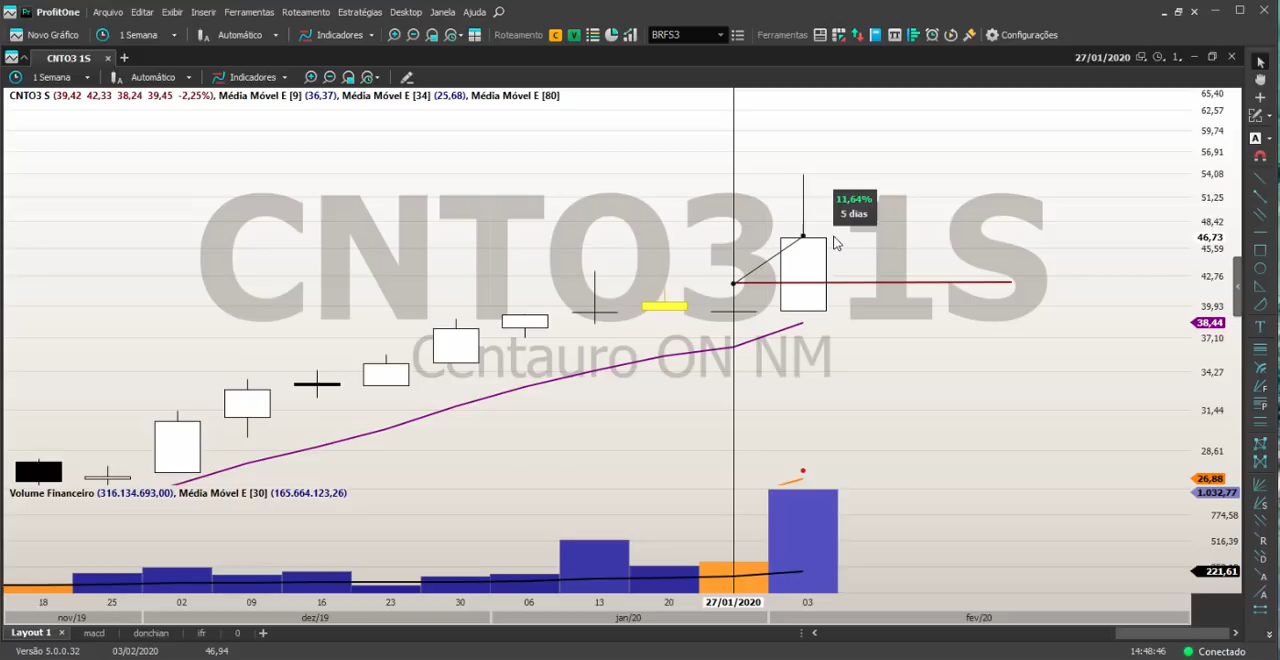 ProfitOne Arquivo Editar Exibir Inserir Ferramentas Roteamento Estratégias Desktop Janela Ajuda
Novo Gráfico 1 Semana Automático Indicadores Roteamento C V BRFS3 Ferramentas Configurações
CNTO3 1S 27/01/2020
1 Semana Automático Indicadores
CNTO3 S (39,42 42,33 38,24 39,45 -2,25%), Média Móvel E [9] (36,37), Média Móvel E [34] (25,68), Média Móvel E [80]
CNTO3 1S
Centauro ON NM
11,64%
5 dias
65,40
62,57
59,74
56,91
54,08
51,25
48,42
46,73
45,59
42,76
39,93
38,44
37,10
34,27
31,44
28,61
26,88
Volume Financeiro (316.134.693,00), Média Móvel E [30] (165.664.123,26)
1.032,77
774,58
516,39
221,61
18 25 02 09 16 23 30 06 13 20 27/01/2020 03
nov/19 dez/19 jan/20 fev/20
Layout 1 macd donchian ifr 0
Versão 5.0.0.32 03/02/2020 46,94 14:48:46 Conectado